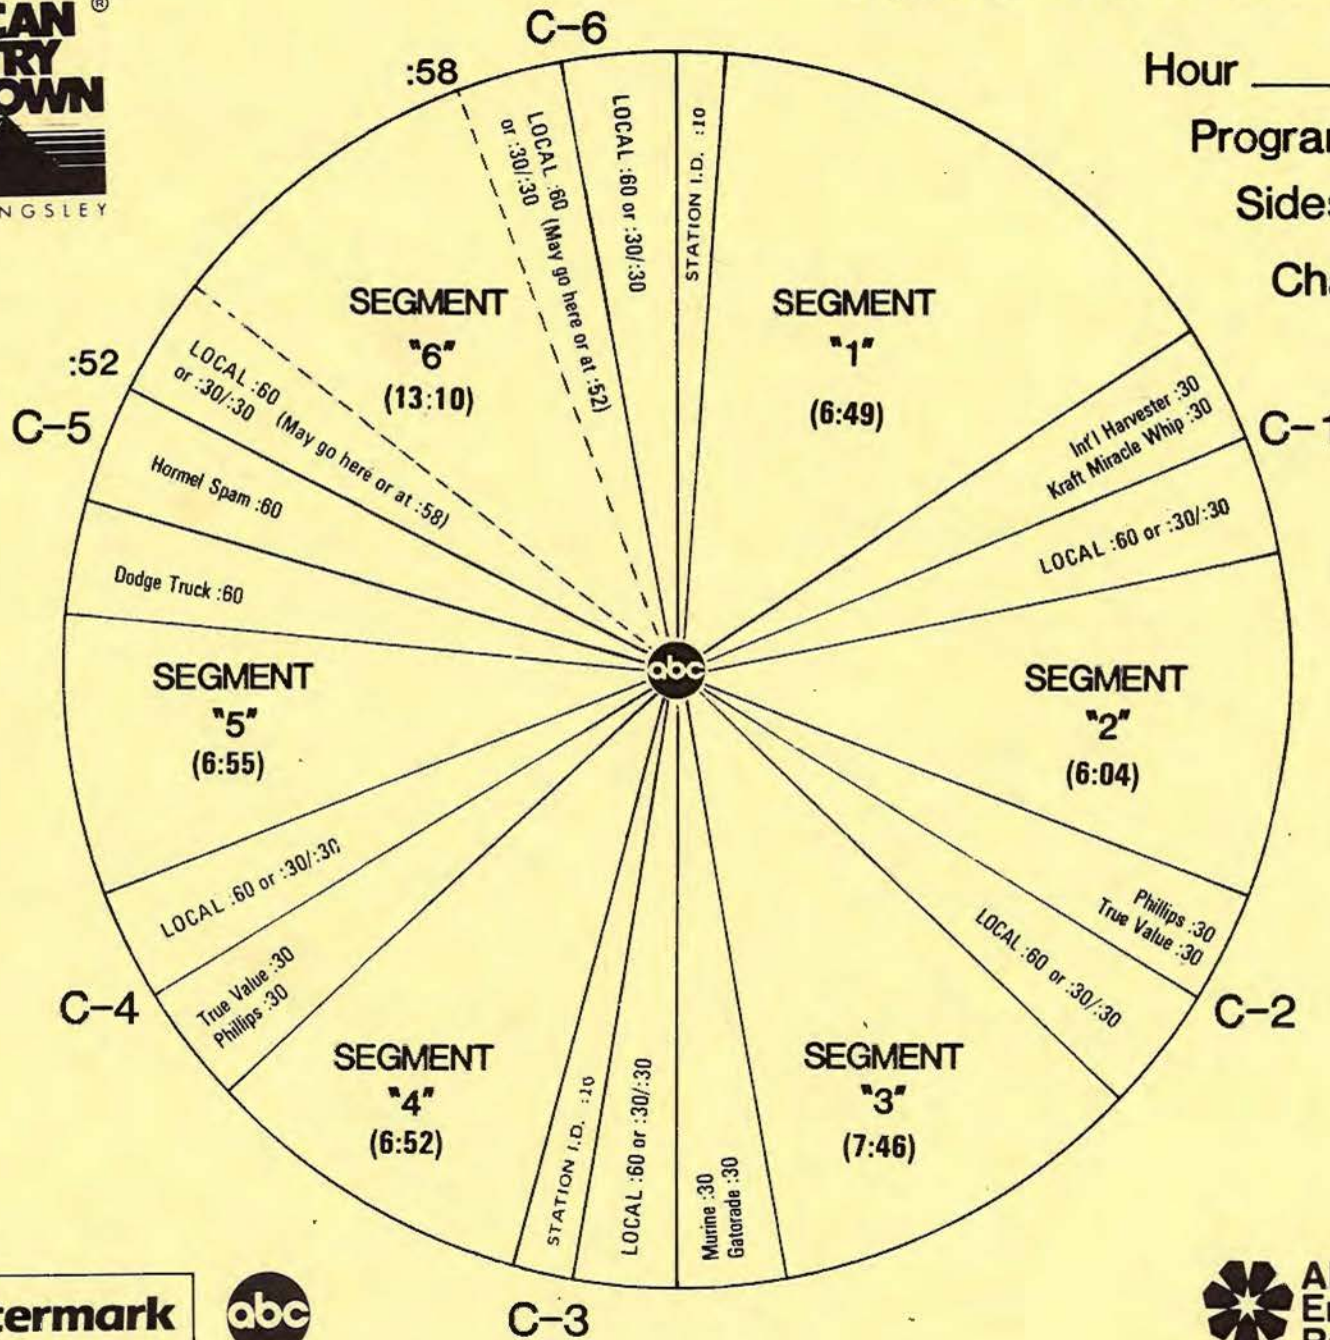 CAN ®
TRY
OWN
NGSLEY
Hour
Program
Sides
Ch
C-6
:58
STATION I.D. :10
SEGMENT
"1"
(6:49)
Int'l Harvester :30
Kraft Miracle Whip :30
C-1
LOCAL :60 or :30/:30
SEGMENT
"2"
(6:04)
Phillips :30
True Value :30
C-2
LOCAL :60 or :30/:30
SEGMENT
"3"
(7:46)
Murine :30
Gatorade :30
C-3
LOCAL :60 or :30/:30
STATION I.D. :10
SEGMENT
"4"
(6:52)
True Value :30
Phillips :30
C-4
LOCAL :60 or :30/:30
SEGMENT
"5"
(6:55)
Dodge Truck :60
Hormel Spam :60
C-5
:52
LOCAL :60 (May go here or at :58)
or :30/:30
SEGMENT
"6"
(13:10)
LOCAL :60 (May go here or at :52)
or :30/:30
LOCAL :60 or :30/:30
abc
termark
abc